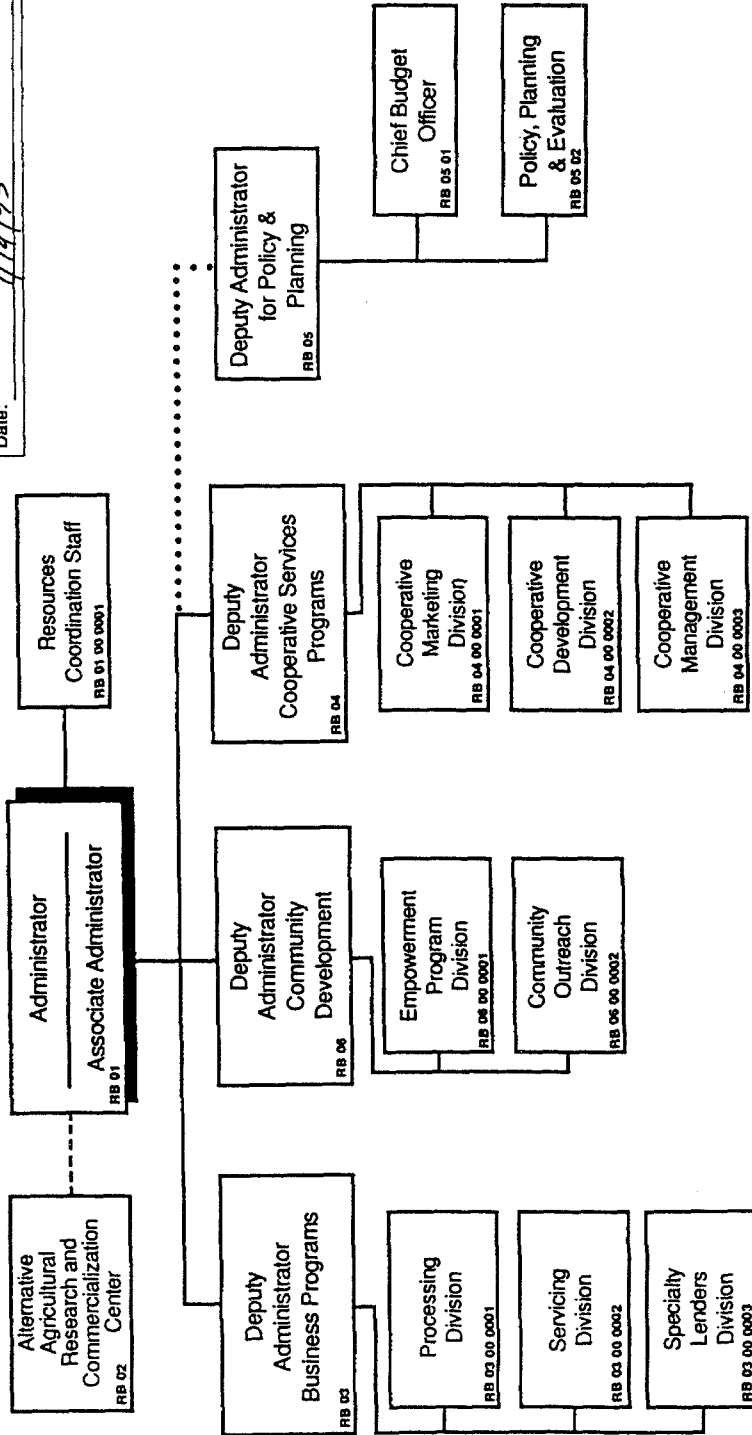 Date:
Alternative
Agricultural
Research and
Commercialization
Center
RB 02
Administrator
Associate Administrator
RB 01
Resources
Coordination Staff
RB 01 00 0001
Deputy
Administrator
Business Programs
RB 03
Processing
Division
RB 03 00 0001
Servicing
Division
RB 03 00 0002
Specialty
Lenders
Division
RB 03 00 0003
Deputy
Administrator
Community
Development
RB 06
Empowerment
Program
Division
RB 06 00 0001
Community
Outreach
Division
RB 06 00 0002
Deputy
Administrator
Cooperative Services
Programs
RB 04
Cooperative
Marketing
Division
RB 04 00 0001
Cooperative
Development
Division
RB 04 00 0002
Cooperative
Management
Division
RB 04 00 0003
Deputy Administrator
for Policy &
Planning
RB 05
Chief Budget
Officer
RB 05 01
Policy, Planning
& Evaluation
RB 05 02